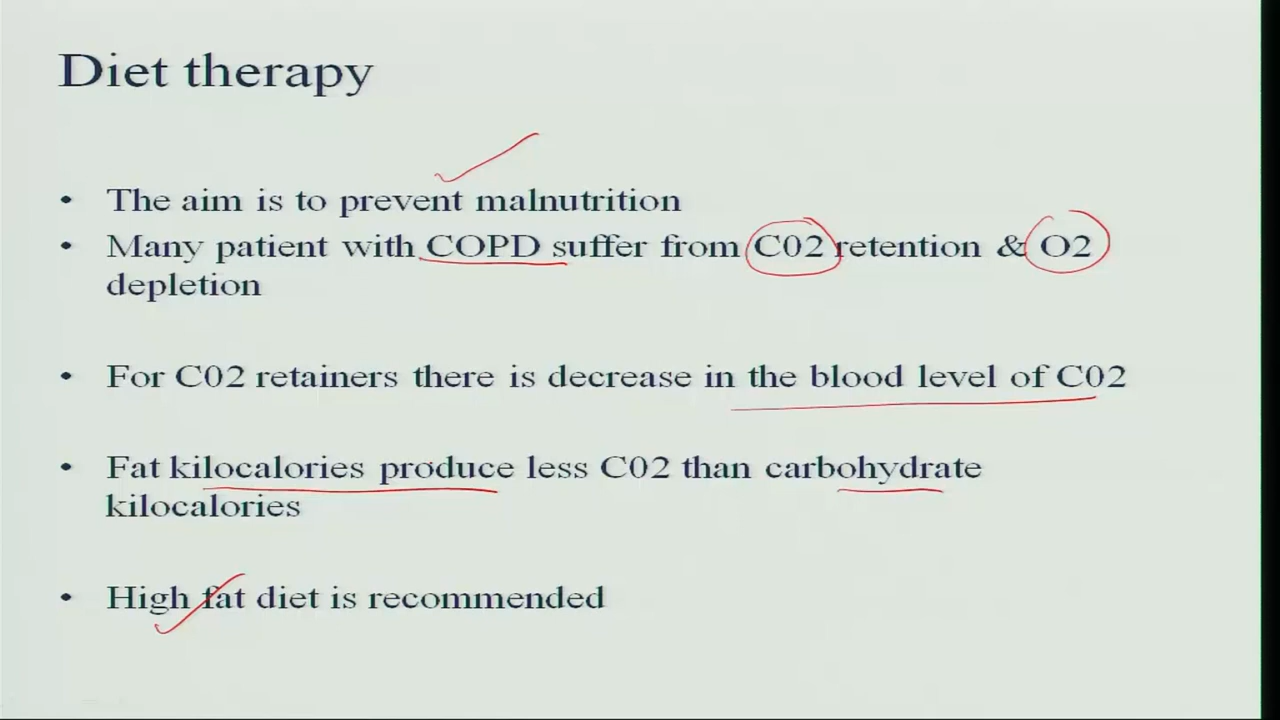 Diet therapy
• The aim is to prevent malnutrition
• Many patient with COPD suffer from C02 retention & O2
depletion
• For C02 retainers there is decrease in the blood level of C02
• Fat kilocalories produce less C02 than carbohydrate
kilocalories
• High fat diet is recommended